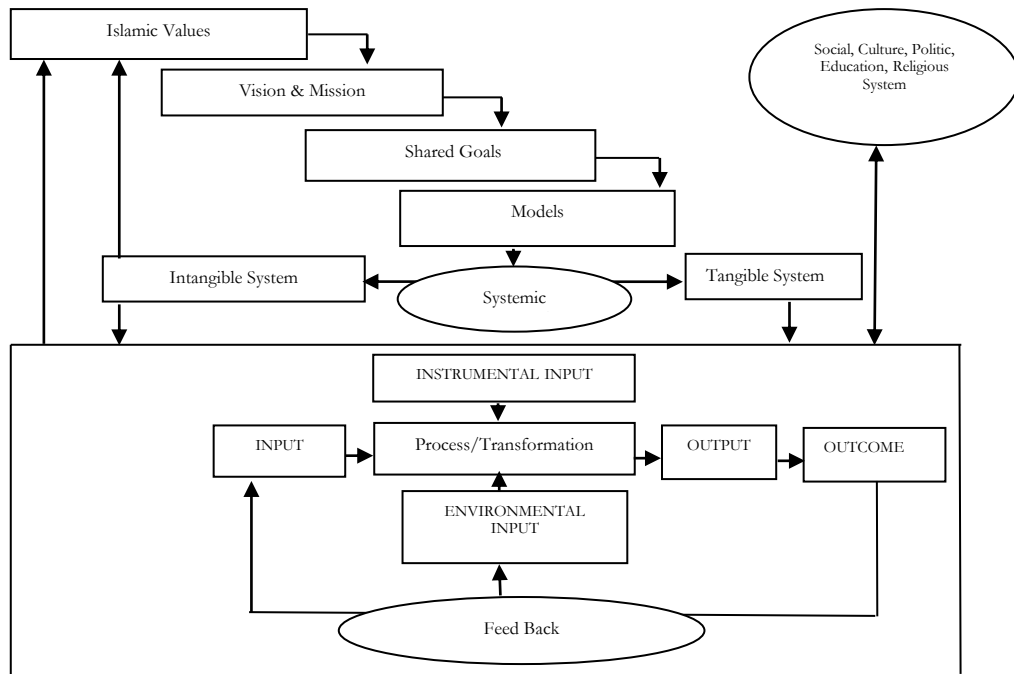 Islamic Values
Social, Culture, Politic,
Education, Religious
System
Vision & Mission
Shared Goals
Models
Intangible System
Systemic
Tangible System
INSTRUMENTAL INPUT
INPUT
Process/Transformation
OUTPUT
OUTCOME
ENVIRONMENTAL
INPUT
Feed Back